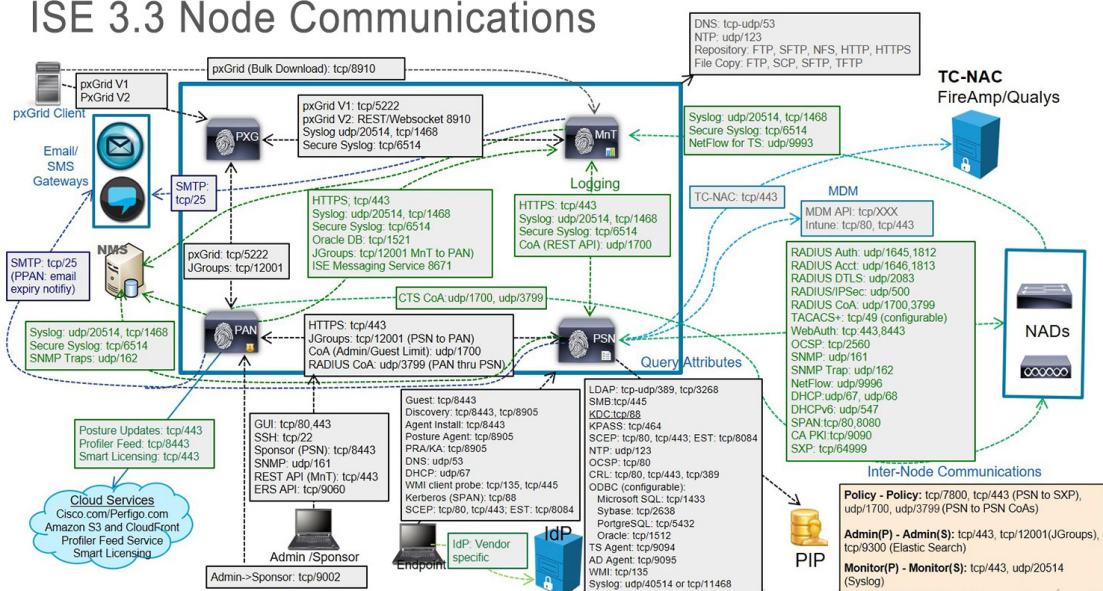 ISE 3.3 Node Communications
DNS: tcp-udp/53
NTP: udp/123
Repository: FTP, SFTP, NFS, HTTP, HTTPS
File Copy: FTP, SCP, SFTP, TFTP
pxGrid (Bulk Download): tcp/8910
pxGrid V1
PxGrid V2
pxGrid Client
TC-NAC
FireAmp/Qualys
PXG
pxGrid V1: tcp/5222
pxGrid V2: REST/Websocket 8910
Syslog udp/20514, tcp/1468
Secure Syslog: tcp/6514
MnT
Syslog: udp/20514, tcp/1468
Secure Syslog: tcp/6514
NetFlow for TS: udp/9993
Email/
SMS
Gateways
SMTP:
tcp/25
Logging
HTTPS: tcp/443
Syslog: udp/20514, tcp/1468
Secure Syslog: tcp/6514
Oracle DB: tcp/1521
JGroups: tcp/12001 MnT to PAN)
ISE Messaging Service 8671
HTTPS: tcp/443
Syslog: udp/20514, tcp/1468
Secure Syslog: tcp/6514
CoA (REST API): udp/1700
TC-NAC: tcp/443
MDM
MDM API: tcp/XXX
Intune: tcp/80, tcp/443
NMS
SMTP: tcp/25
(PPAN: email
expiry notifiy)
pxGrid: tcp/5222
JGroups: tcp/12001
CTS CoA:udp/1700, udp/3799
RADIUS Auth: udp/1645,1812
RADIUS Acct: udp/1646,1813
RADIUS DTLS: udp/2083
RADIUS/IPSec: udp/500
RADIUS CoA: udp/1700,3799
TACACS+: tcp/49 (configurable)
WebAuth: tcp:443,8443
OCSP: tcp/2560
SNMP: udp/161
SNMP Trap: udp/162
NetFlow: udp/9996
DHCP:udp/67, udp/68
DHCPv6: udp/547
SPAN:tcp/80,8080
CA PKI:tcp/9090
SXP: tcp/64999
NADs
Syslog: udp/20514, tcp/1468
Secure Syslog: tcp/6514
SNMP Traps: udp/162
PAN
HTTPS: tcp/443
JGroups: tcp/12001 (PSN to PAN)
CoA (Admin/Guest Limit): udp/1700
RADIUS CoA: udp/3799 (PAN thru PSN)
PSN
Query Attributes
Posture Updates: tcp/443
Profiler Feed: tcp/8443
Smart Licensing: tcp/443
GUI: tcp/80,443
SSH: tcp/22
Sponsor (PSN): tcp/8443
SNMP: udp/161
REST API (MnT): tcp/443
ERS API: tcp/9060
Guest: tcp/8443
Discovery: tcp/8443, tcp/8905
Agent Install: tcp/8443
Posture Agent: tcp/8905
PRA/KA: tcp/8905
DNS: udp/53
DHCP: udp/67
WMI client probe: tcp/135, tcp/445
Kerberos (SPAN): tcp/88
SCEP: tcp/80, tcp/443; EST: tcp/8084
LDAP: tcp-udp/389, tcp/3268
SMB:tcp/445
KDC:tcp/88
KPASS: tcp/464
SCEP: tcp/80, tcp/443; EST: tcp/8084
NTP: udp/123
OCSP: tcp/80
CRL: tcp/80, tcp/443, tcp/389
ODBC (configurable):
Microsoft SQL: tcp/1433
Sybase: tcp/2638
PortgreSQL: tcp/5432
Oracle: tcp/1512
TS Agent: tcp/9094
AD Agent: tcp/9095
WMI: tcp/135
Syslog: udp/40514 or tcp/11468
Cloud Services
Cisco.com/Perfigo.com
Amazon S3 and CloudFront
Profiler Feed Service
Smart Licensing
Admin /Sponsor
Admin->Sponsor: tcp/9002
Endpoint
IdP: Vendor
specific
IdP
PIP
Inter-Node Communications
Policy - Policy: tcp/7800, tcp/443 (PSN to SXP),
udp/1700, udp/3799 (PSN to PSN CoAs)
Admin(P) - Admin(S): tcp/443, tcp/12001(JGroups),
tcp/9300 (Elastic Search)
Monitor(P) - Monitor(S): tcp/443, udp/20514
(Syslog)